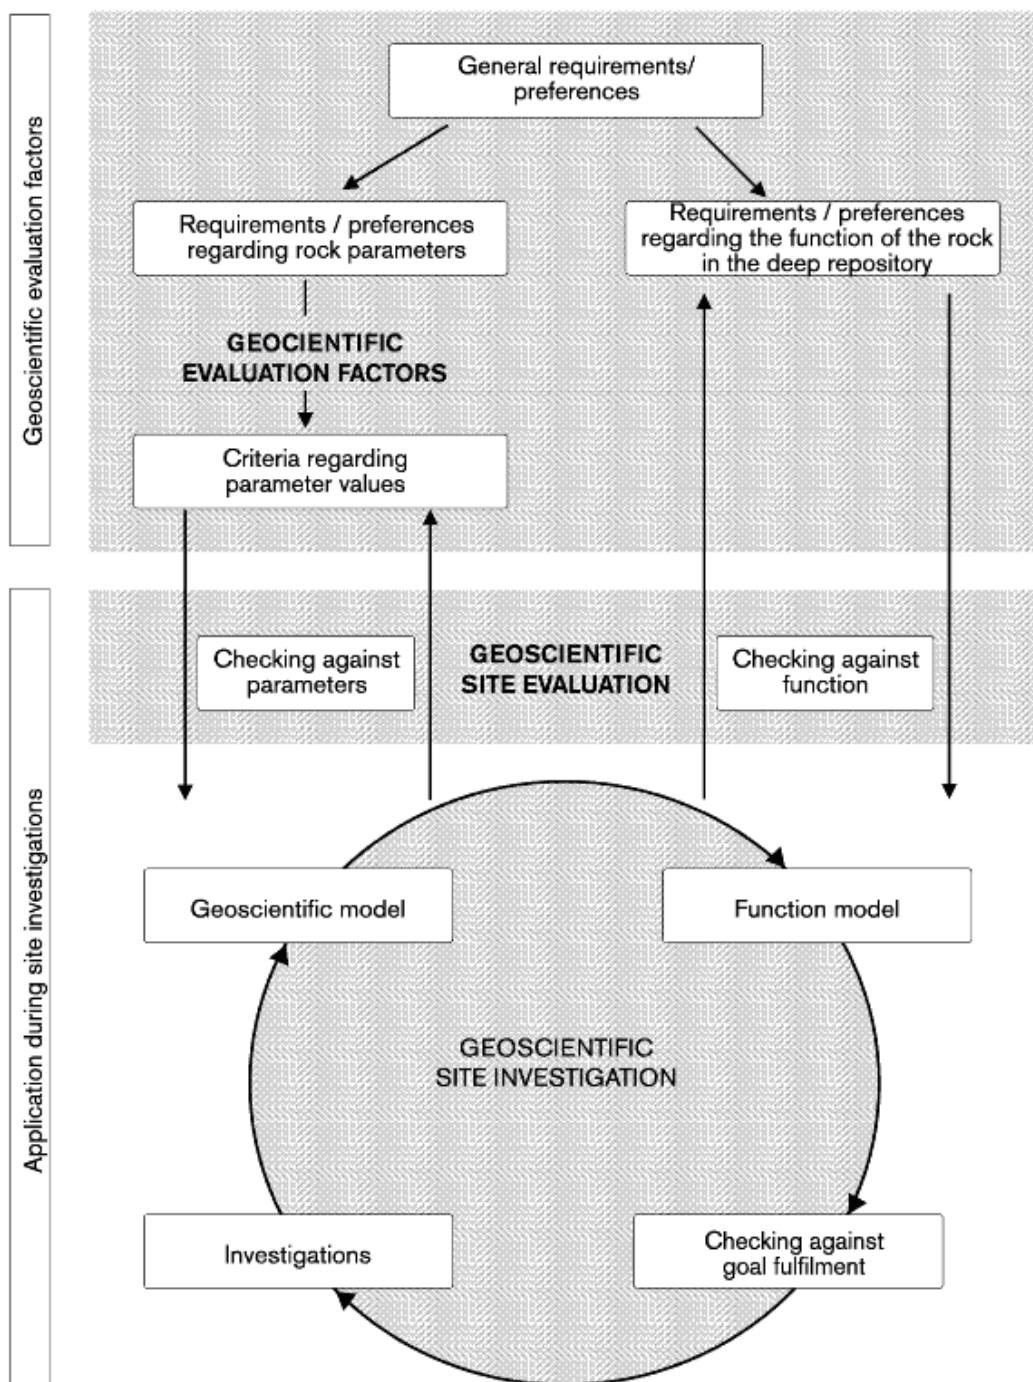 Geoscientific evaluation factors
General requirements/
preferences
Requirements / preferences
regarding rock parameters
Requirements / preferences
regarding the function of the rock
in the deep repository
GEOCIENTIFIC
EVALUATION FACTORS
Criteria regarding
parameter values
Application during site investigations
Checking against
parameters
GEOSCIENTIFIC
SITE EVALUATION
Checking against
function
Geoscientific model
Function model
GEOSCIENTIFIC
SITE INVESTIGATION
Investigations
Checking against
goal fulfilment